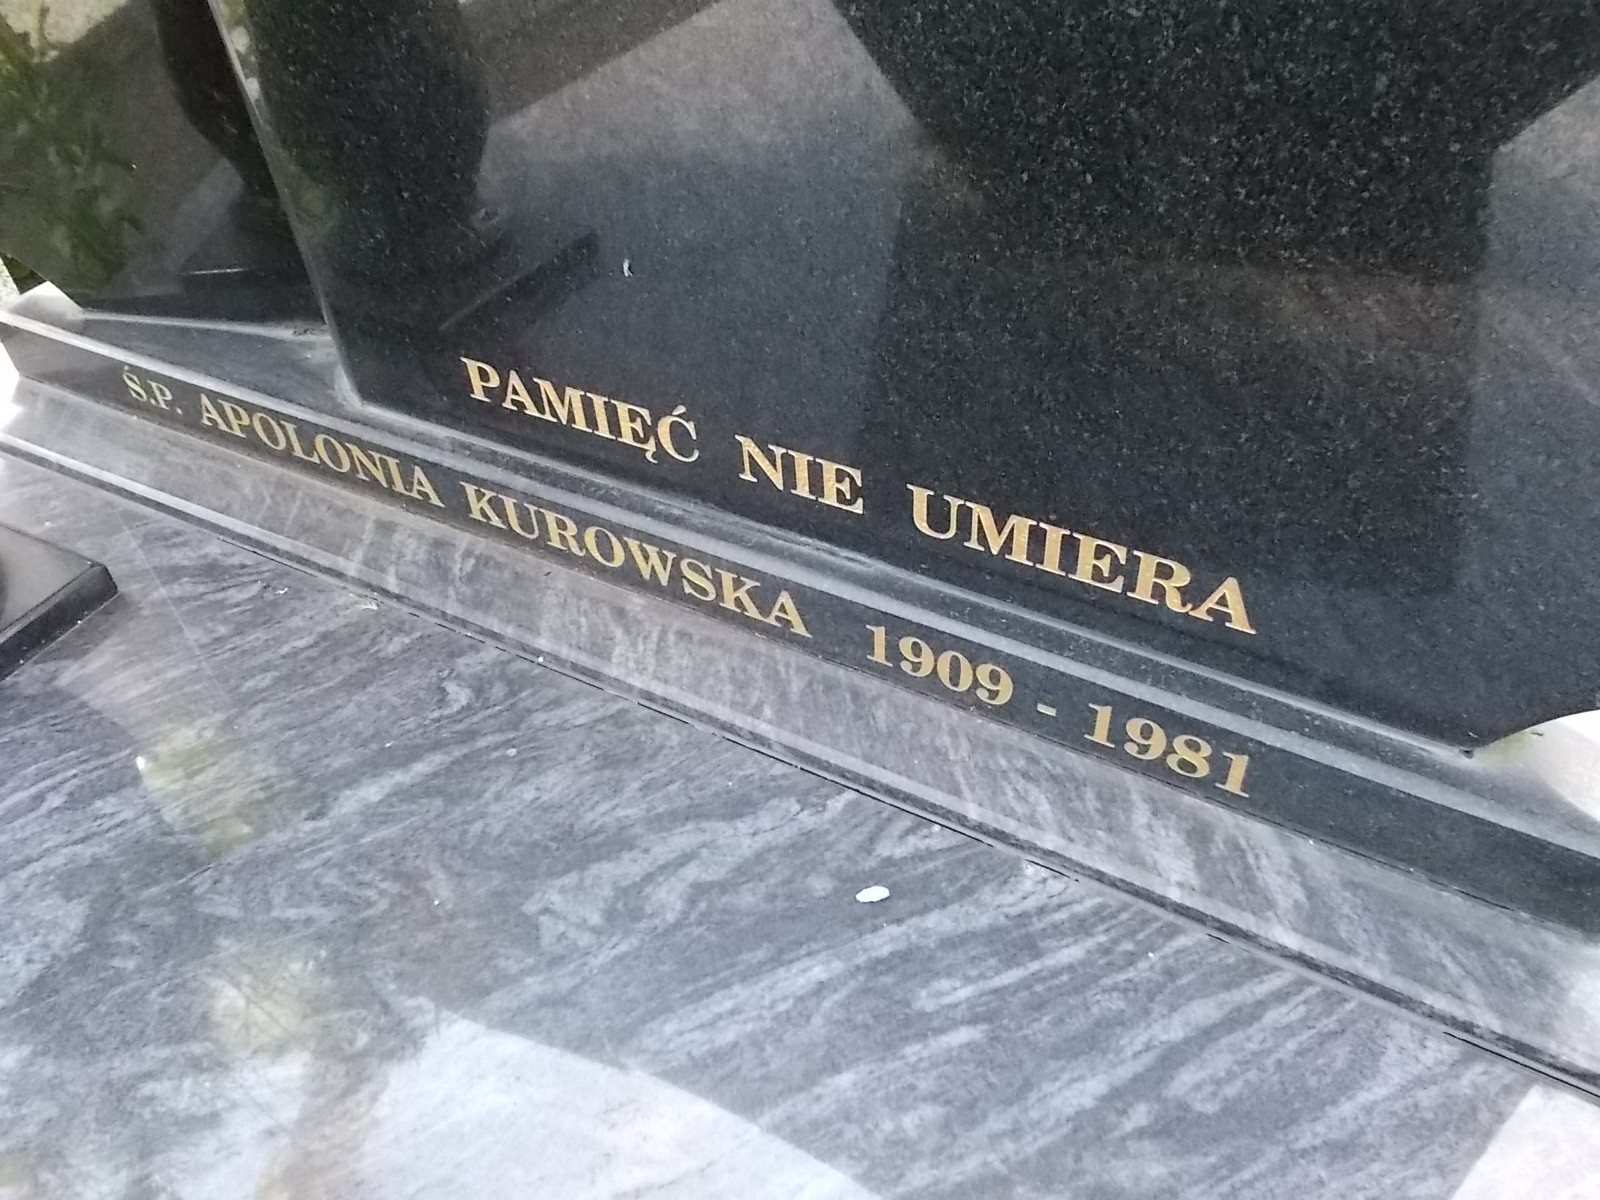 PAMIĘĆ NIE UMIERA
Ś.P. APOLONIA KUROWSKA 1909 - 1981